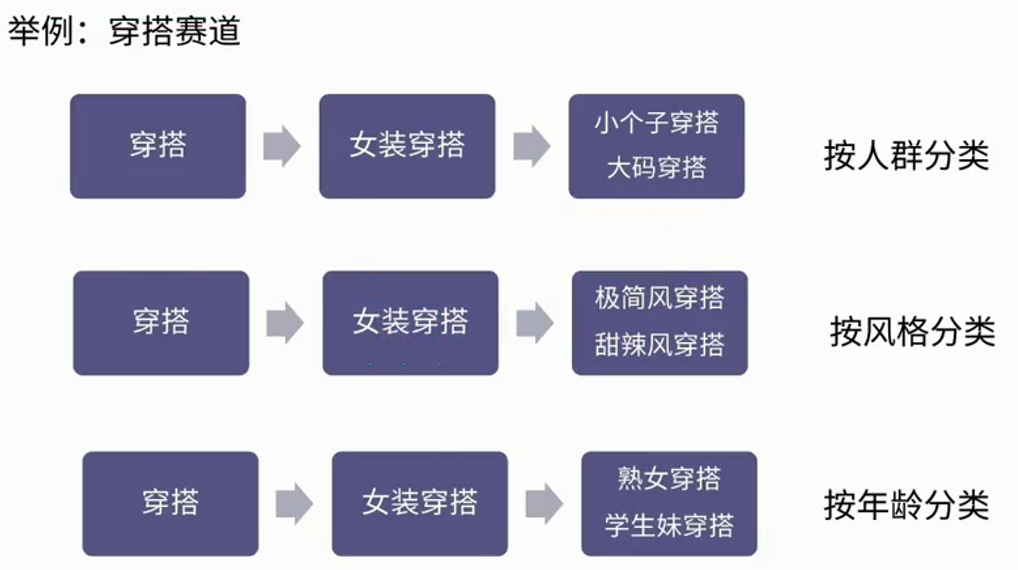 举例：穿搭赛道
穿搭
女装穿搭
小个子穿搭
大码穿搭
按人群分类
穿搭
女装穿搭
极简风穿搭
甜辣风穿搭
按风格分类
穿搭
女装穿搭
熟女穿搭
学生妹穿搭
按年龄分类